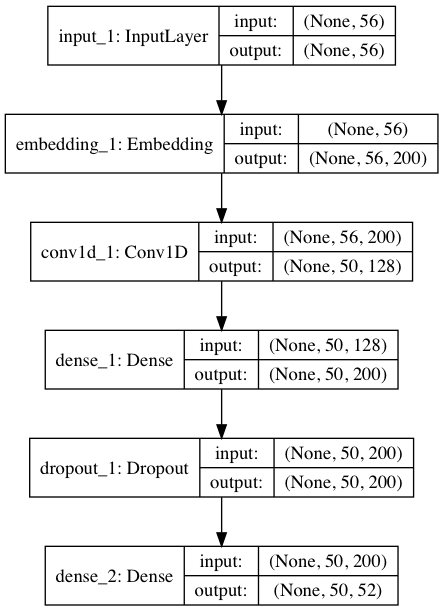 input_1: InputLayer
input: (None, 56)
output: (None, 56)
embedding_1: Embedding
input: (None, 56)
output: (None, 56, 200)
conv1d_1: Conv1D
input: (None, 56, 200)
output: (None, 50, 128)
dense_1: Dense
input: (None, 50, 128)
output: (None, 50, 200)
dropout_1: Dropout
input: (None, 50, 200)
output: (None, 50, 200)
dense_2: Dense
input: (None, 50, 200)
output: (None, 50, 52)